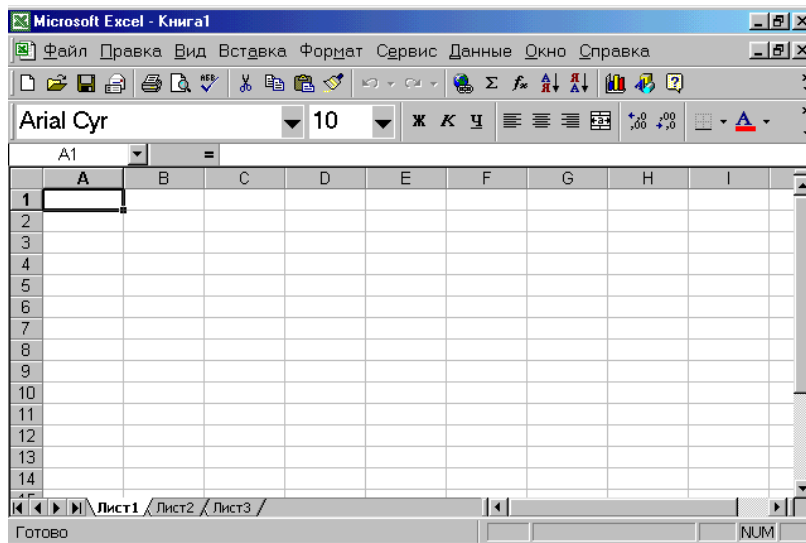 Microsoft Excel - Книга1
Файл Правка Вид Вставка Формат Сервис Данные Окно Справка
Arial Cyr 10 Ж К Ч
A1 =
A B C D E F G H I
1
2
3
4
5
6
7
8
9
10
11
12
13
14
15
Лист1 Лист2 Лист3
Готово NUM